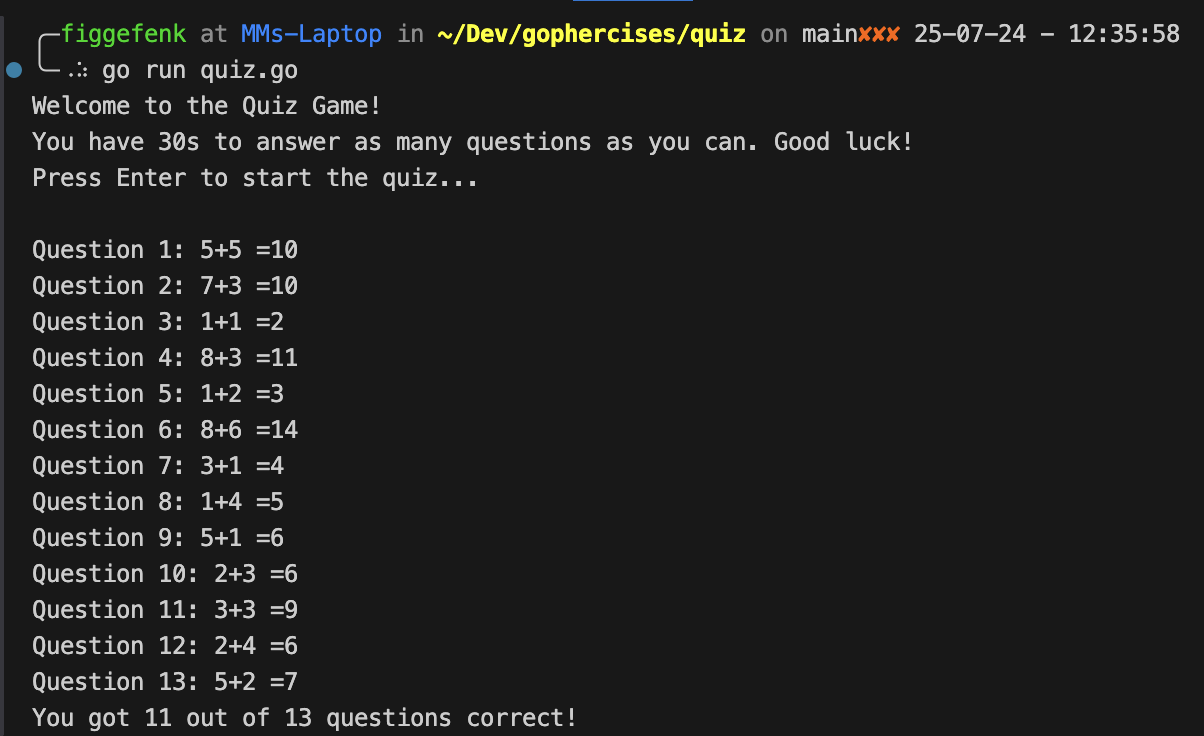 figgefenk at MMs-Laptop in ~/Dev/gophercises/quiz on main✘✘✘ 25-07-24 – 12:35:58
go run quiz.go
Welcome to the Quiz Game!
You have 30s to answer as many questions as you can. Good luck!
Press Enter to start the quiz...
Question 1: 5+5 =10
Question 2: 7+3 =10
Question 3: 1+1 =2
Question 4: 8+3 =11
Question 5: 1+2 =3
Question 6: 8+6 =14
Question 7: 3+1 =4
Question 8: 1+4 =5
Question 9: 5+1 =6
Question 10: 2+3 =6
Question 11: 3+3 =9
Question 12: 2+4 =6
Question 13: 5+2 =7
You got 11 out of 13 questions correct!